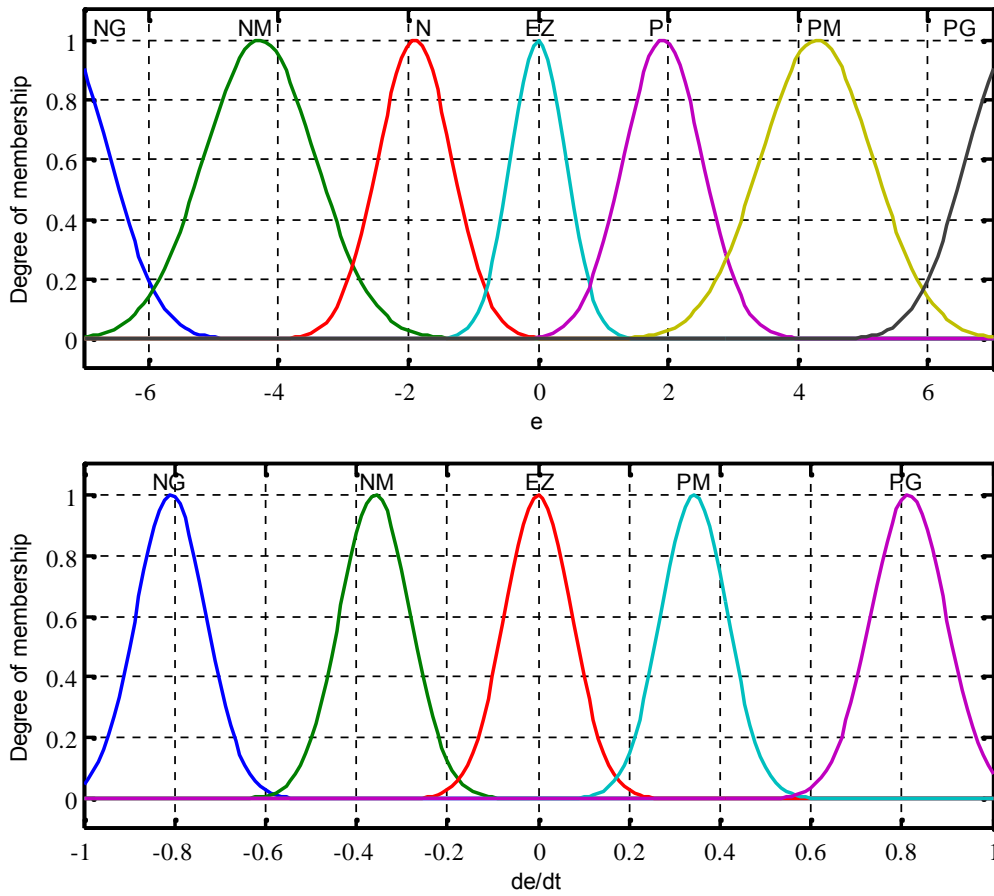 NG NM N EZ P PM PG
1
0.8
0.6
0.4
0.2
0
Degree of membership
-6 -4 -2 0 2 4 6
e
NG NM EZ PM PG
1
0.8
0.6
0.4
0.2
0
Degree of membership
-1 -0.8 -0.6 -0.4 -0.2 0 0.2 0.4 0.6 0.8 1
de/dt